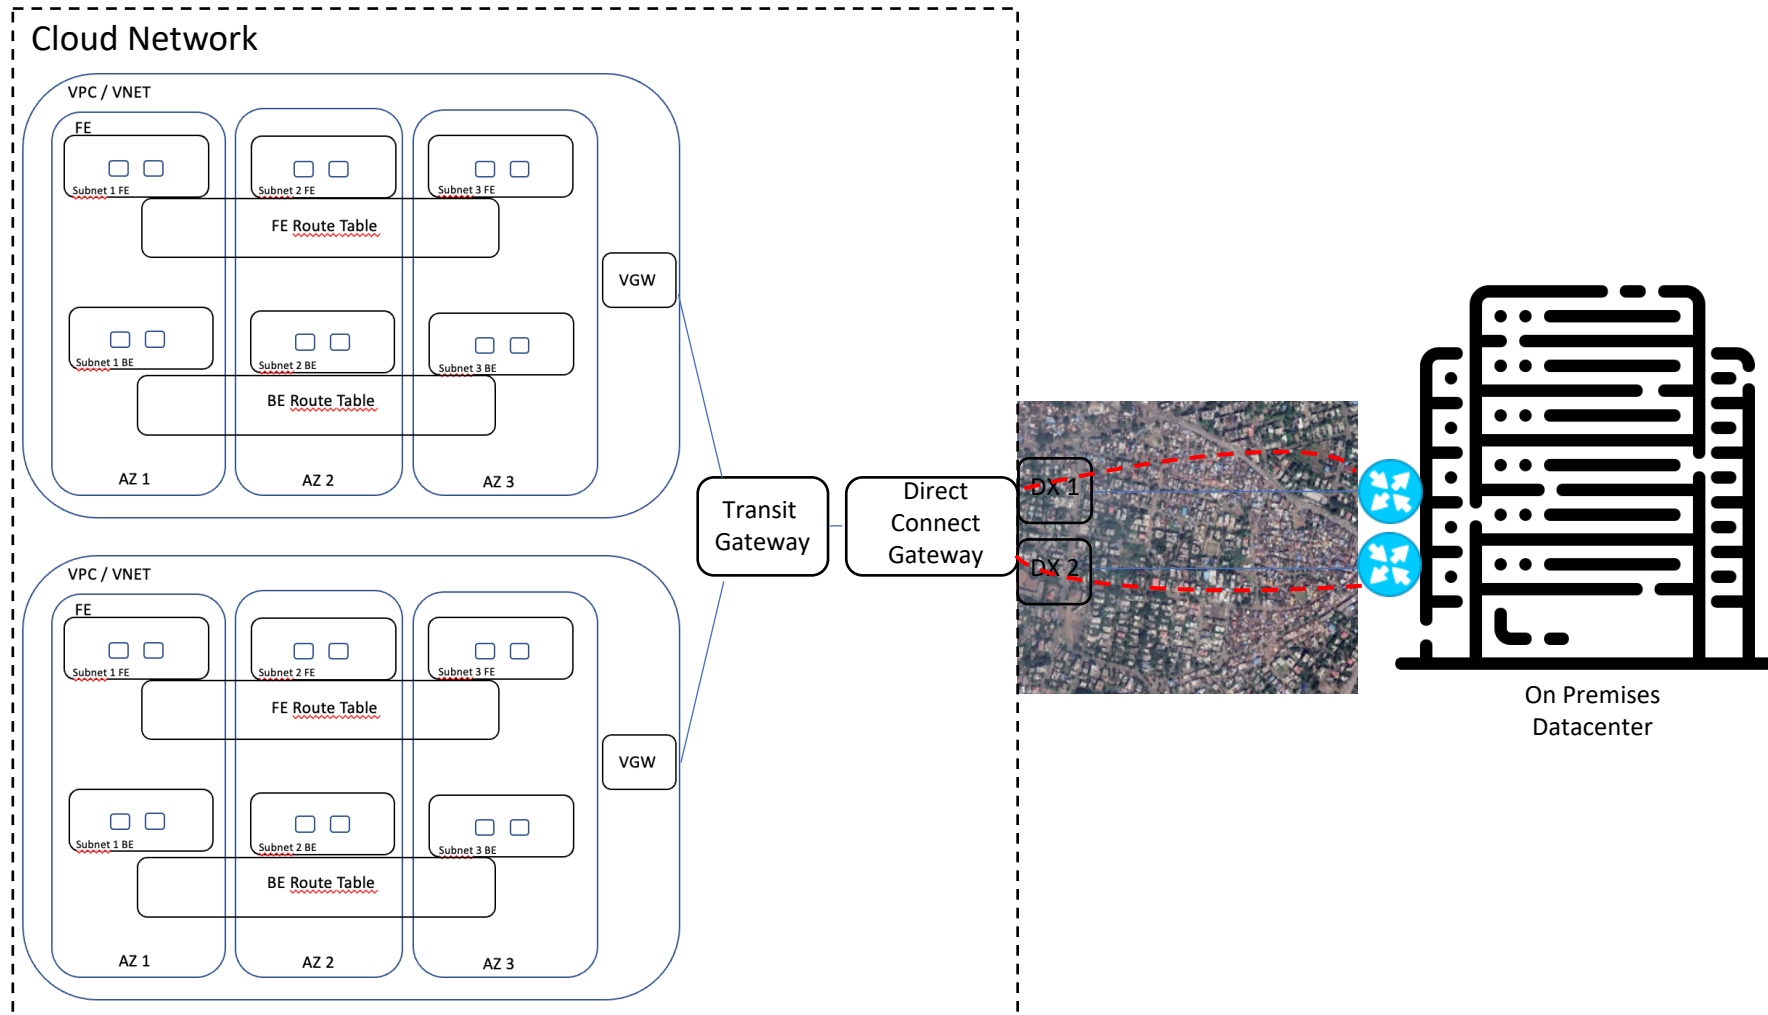 Cloud Network
VPC / VNET
FE
Subnet 1 FE
Subnet 2 FE
Subnet 3 FE
FE Route Table
VGW
Subnet 1 BE
Subnet 2 BE
Subnet 3 BE
BE Route Table
AZ 1
AZ 2
AZ 3
Transit
Gateway
Direct
Connect
Gateway
DX 1
DX 2
On Premises
Datacenter
VPC / VNET
FE
Subnet 1 FE
Subnet 2 FE
Subnet 3 FE
FE Route Table
VGW
Subnet 1 BE
Subnet 2 BE
Subnet 3 BE
BE Route Table
AZ 1
AZ 2
AZ 3